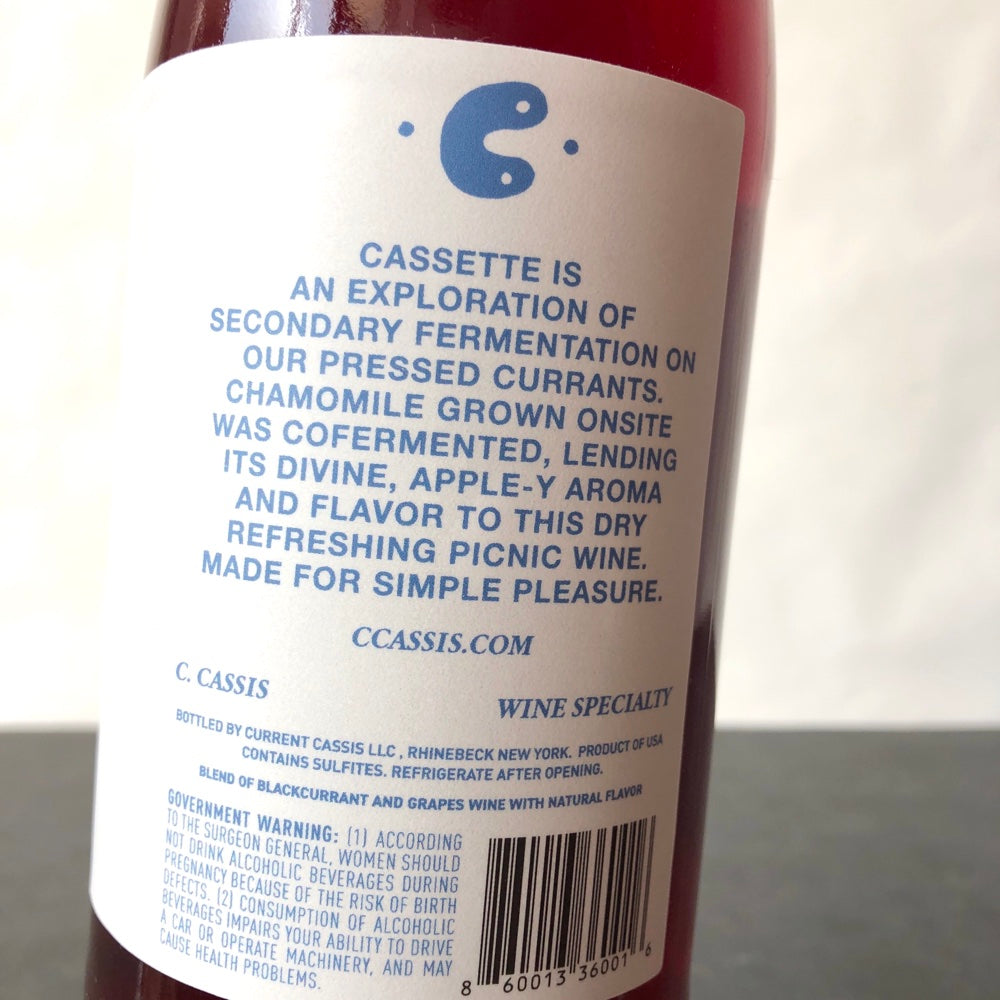 CASSETTE IS
AN EXPLORATION OF
SECONDARY FERMENTATION ON
OUR PRESSED CURRANTS.
CHAMOMILE GROWN ONSITE
WAS COFERMENTED, LENDING
ITS DIVINE, APPLE-Y AROMA
AND FLAVOR TO THIS DRY
REFRESHING PICNIC WINE.
MADE FOR SIMPLE PLEASURE.
CCASSIS.COM
C. CASSIS
WINE SPECIALTY
BOTTLED BY CURRENT CASSIS LLC , RHINEBECK NEW YORK. PRODUCT OF USA
CONTAINS SULFITES. REFRIGERATE AFTER OPENING.
BLEND OF BLACKCURRANT AND GRAPES WINE WITH NATURAL FLAVOR
GOVERNMENT WARNING: (1) ACCORDING
TO THE SURGEON GENERAL, WOMEN SHOULD
NOT DRINK ALCOHOLIC BEVERAGES DURING
PREGNANCY BECAUSE OF THE RISK OF BIRTH
DEFECTS. (2) CONSUMPTION OF ALCOHOLIC
BEVERAGES IMPAIRS YOUR ABILITY TO DRIVE
A CAR OR OPERATE MACHINERY, AND MAY
CAUSE HEALTH PROBLEMS.
8 60013 36001 6